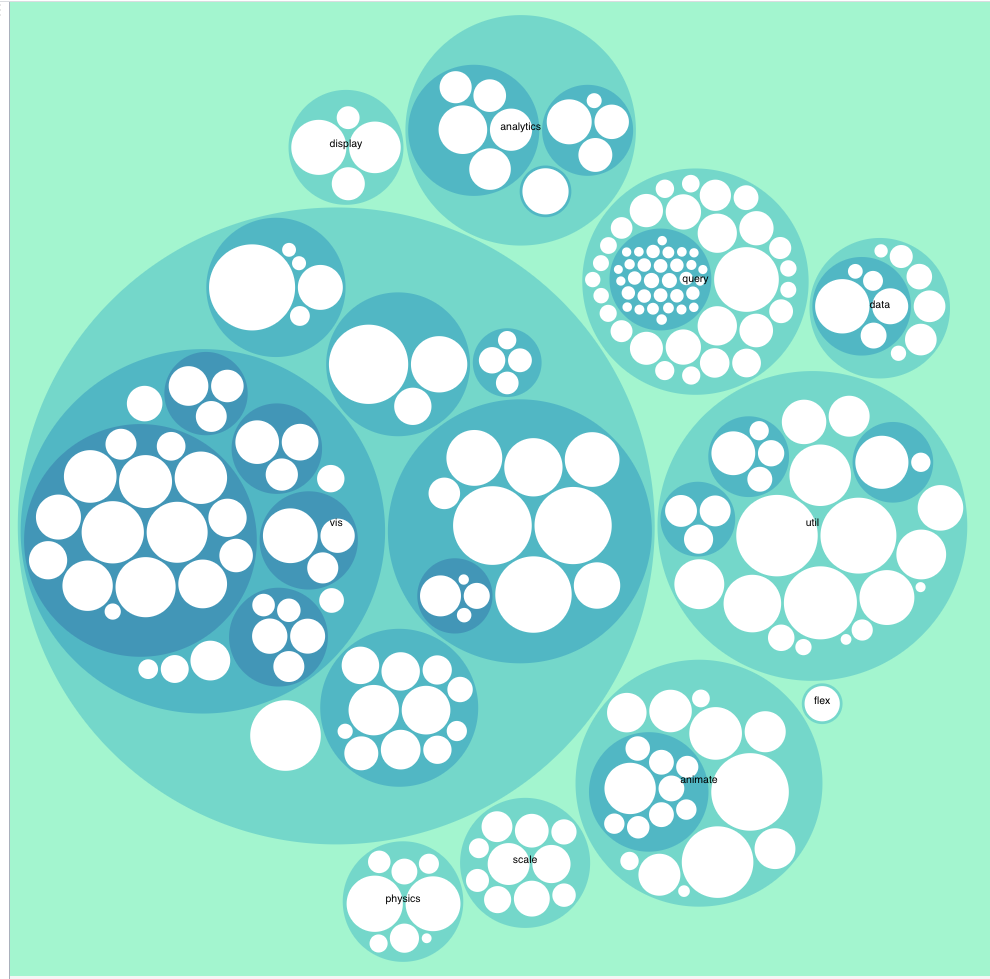 analytics
display
query
data
vis
util
flex
animate
scale
physics